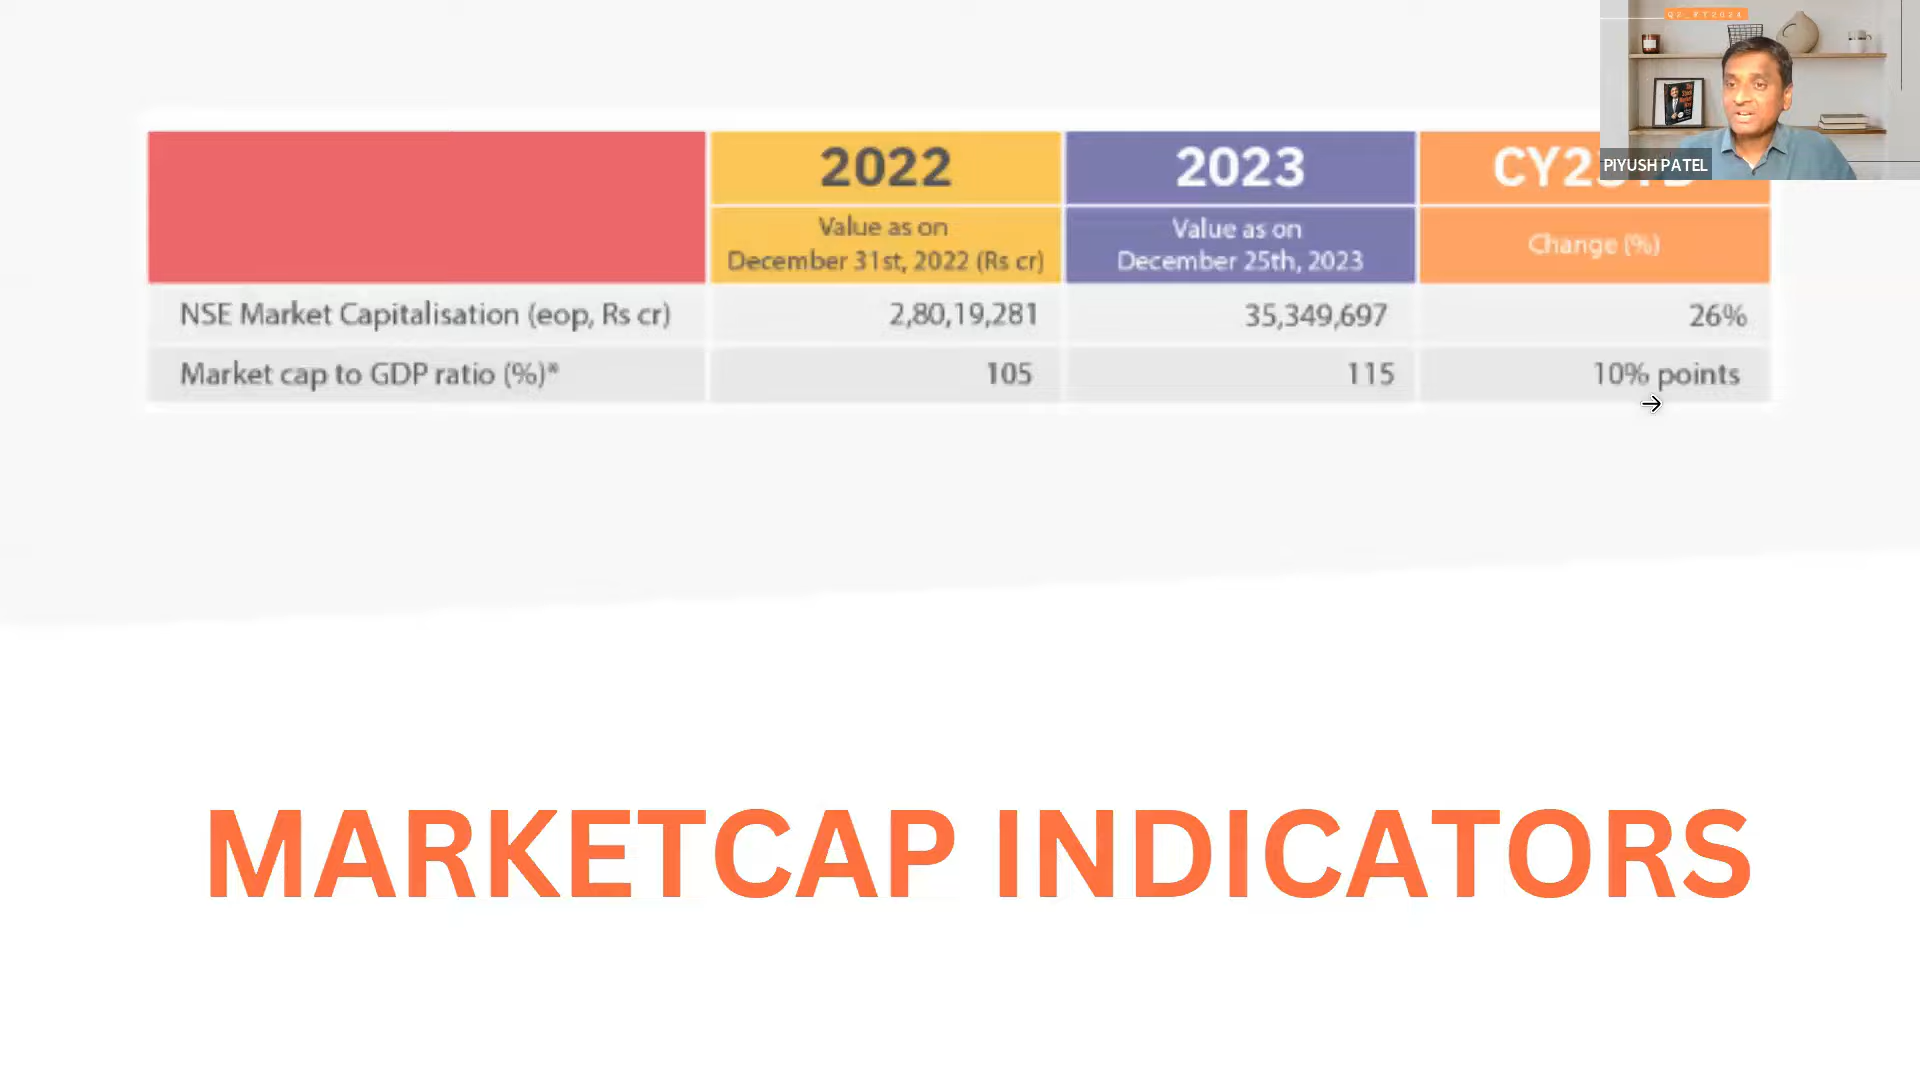 Q2_FY2024
2022
2023
Value as on
December 31st, 2022 (Rs cr)
Value as on
December 25th, 2023
Change (%)
NSE Market Capitalisation (eop, Rs cr)
2,80,19,281
35,349,697
26%
Market cap to GDP ratio (%)*
105
115
10% points
PIYUSH PATEL
MARKETCAP INDICATORS